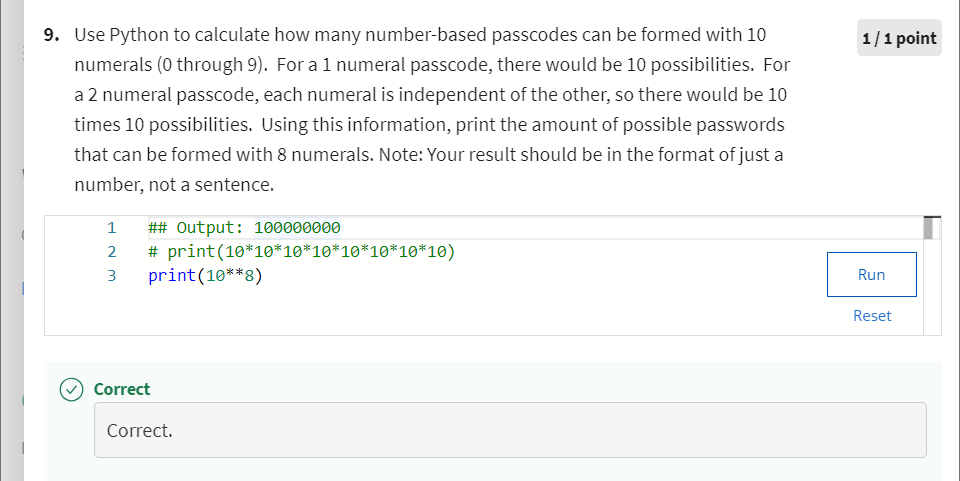 9. Use Python to calculate how many number-based passcodes can be formed with 10
1 / 1 point
numerals (0 through 9). For a 1 numeral passcode, there would be 10 possibilities. For
a 2 numeral passcode, each numeral is independent of the other, so there would be 10
times 10 possibilities. Using this information, print the amount of possible passwords
that can be formed with 8 numerals. Note: Your result should be in the format of just a
number, not a sentence.
1 ## Output: 100000000
2 # print(10*10*10*10*10*10*10*10)
3 print(10**8)
Run
Reset
Correct
Correct.